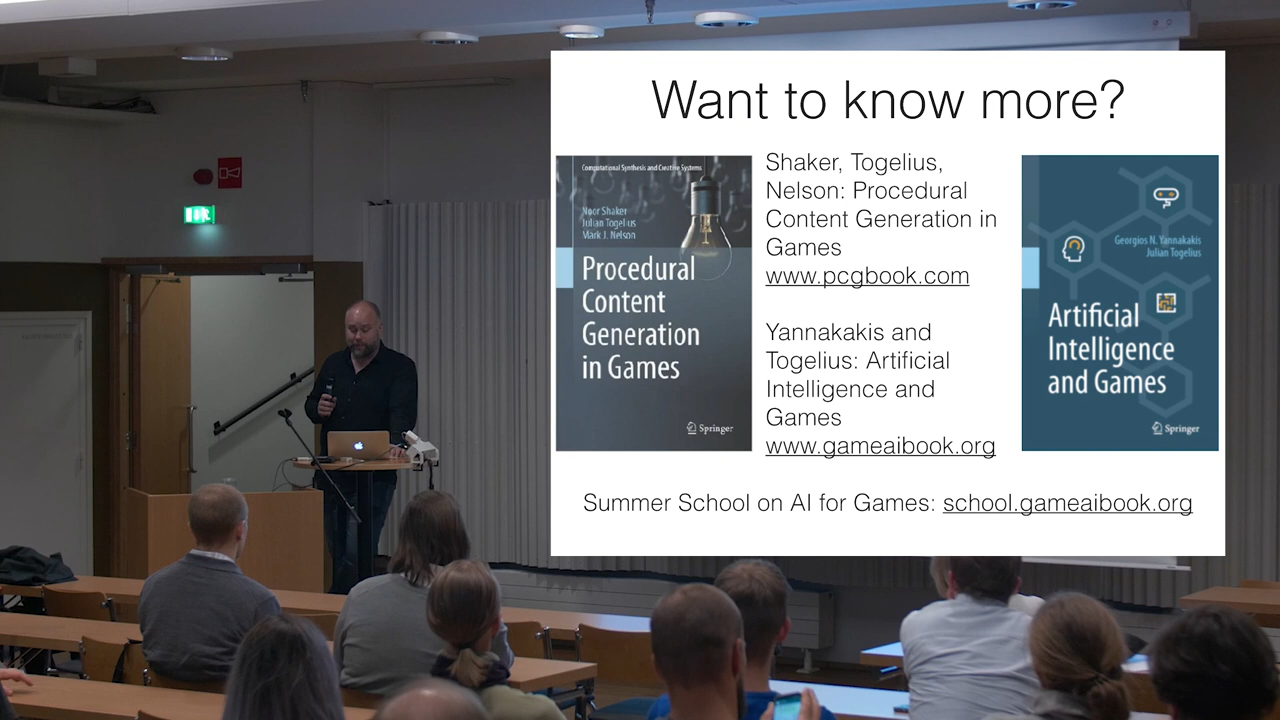 Want to know more?
Computational Synthesis and Creative Systems
Noor Shaker
Julian Togelius
Mark J. Nelson
Procedural
Content
Generation
in Games
Springer
Shaker, Togelius,
Nelson: Procedural
Content Generation in
Games
www.pcgbook.com
Yannakakis and
Togelius: Artificial
Intelligence and
Games
www.gameaibook.org
Georgios N. Yannakakis
Julian Togelius
Artificial
Intelligence
and Games
Springer
Summer School on AI for Games: school.gameaibook.org